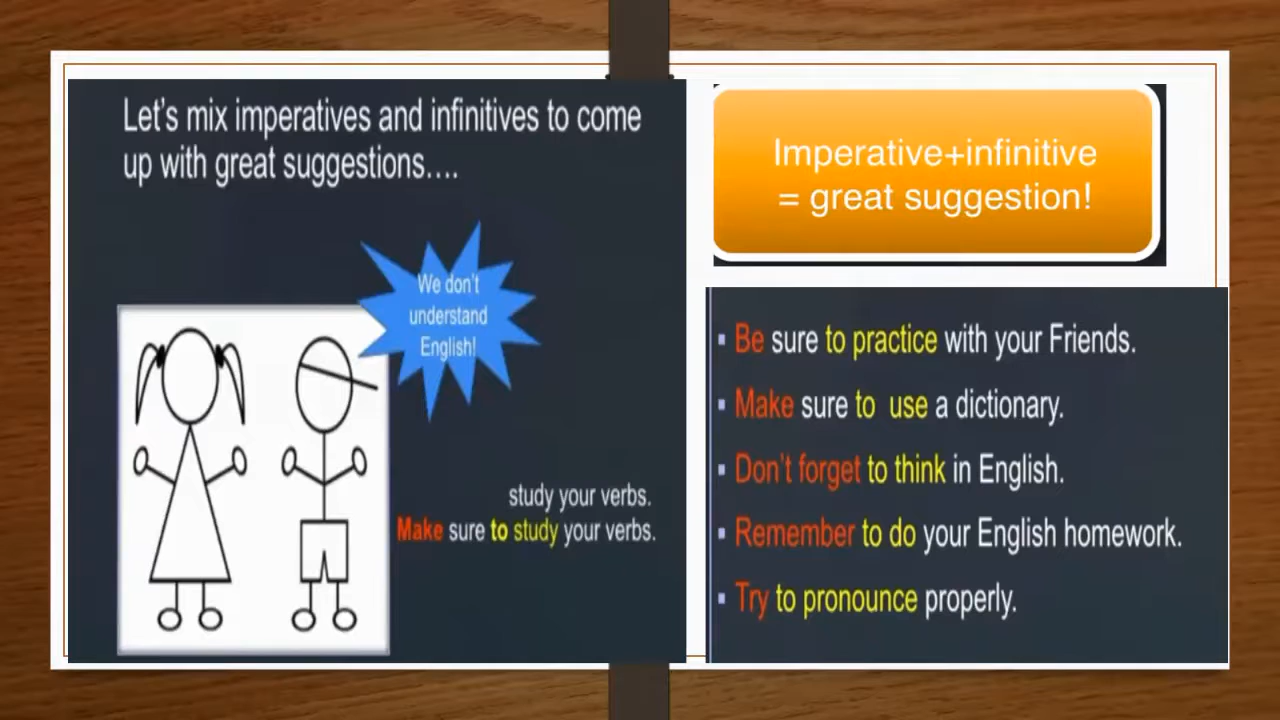 Let's mix imperatives and infinitives to come
up with great suggestions….
We don't
understand
English!
study your verbs.
Make sure to study your verbs.
Imperative+infinitive
= great suggestion!
▪ Be sure to practice with your Friends.
▪ Make sure to use a dictionary.
▪ Don't forget to think in English.
▪ Remember to do your English homework.
▪ Try to pronounce properly.